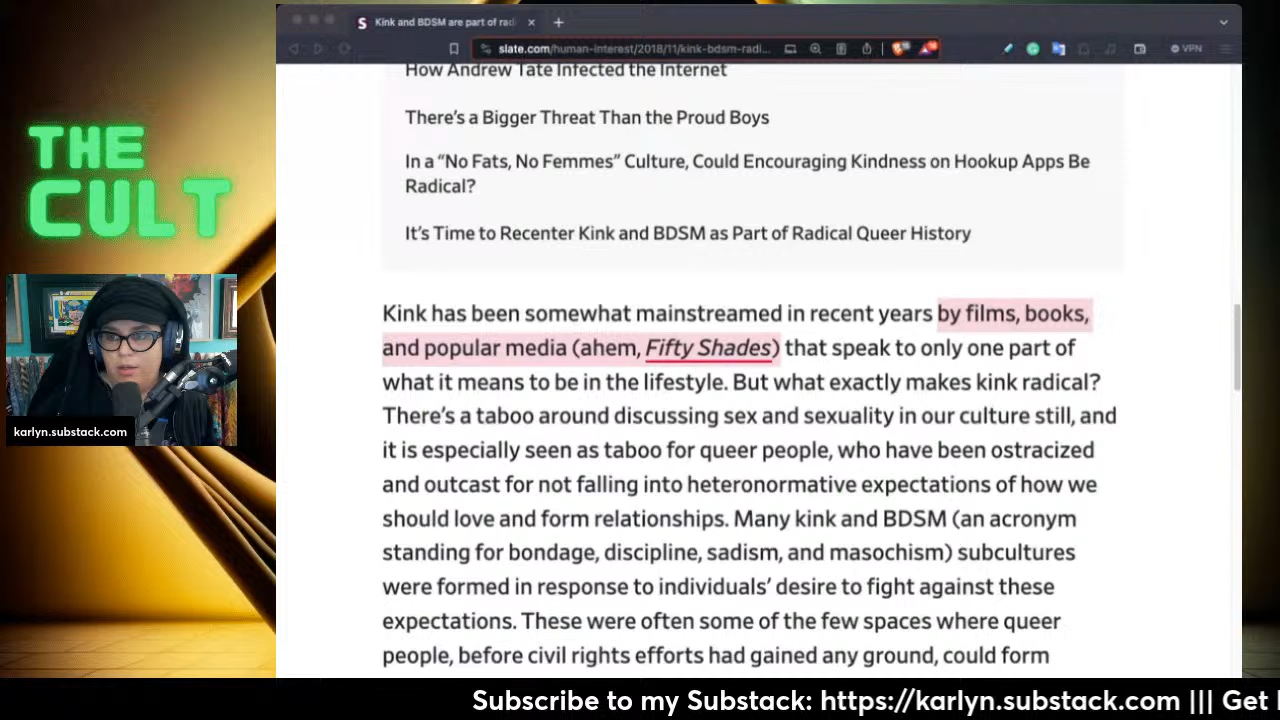 Kink and BDSM are part of rad
slate.com/human-interest/2018/11/kink-bdsm-radi...
VPN
THE
CULT
How Andrew Tate Infected the Internet
There's a Bigger Threat Than the Proud Boys
In a “No Fats, No Femmes” Culture, Could Encouraging Kindness on Hookup Apps Be
Radical?
It's Time to Recenter Kink and BDSM as Part of Radical Queer History
Kink has been somewhat mainstreamed in recent years by films, books,
and popular media (ahem, Fifty Shades) that speak to only one part of
what it means to be in the lifestyle. But what exactly makes kink radical?
There's a taboo around discussing sex and sexuality in our culture still, and
it is especially seen as taboo for queer people, who have been ostracized
and outcast for not falling into heteronormative expectations of how we
should love and form relationships. Many kink and BDSM (an acronym
standing for bondage, discipline, sadism, and masochism) subcultures
were formed in response to individuals' desire to fight against these
expectations. These were often some of the few spaces where queer
people, before civil rights efforts had gained any ground, could form
karlyn.substack.com
Subscribe to my Substack: https://karlyn.substack.com ||| Get